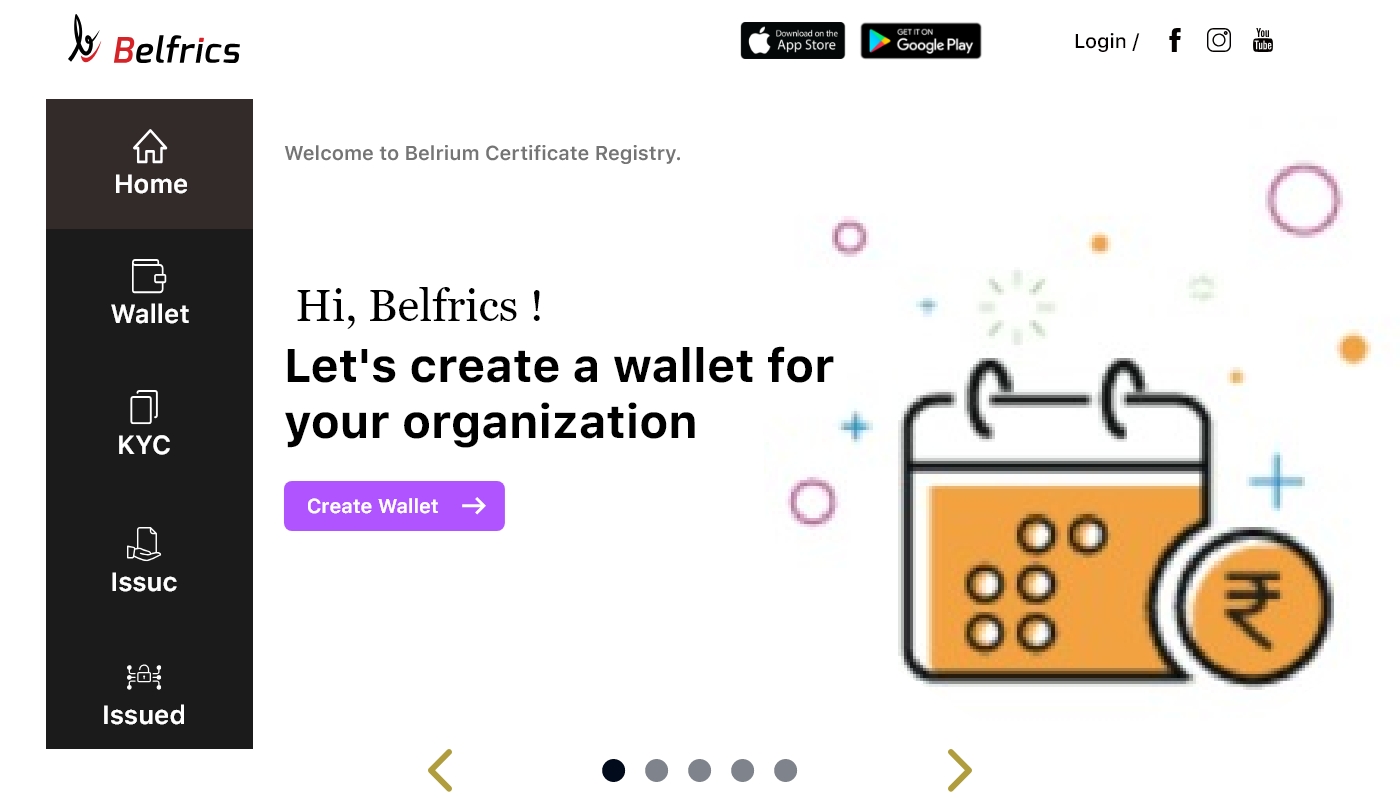 Belfrics
Download on the
App Store
GET IT ON
Google Play
Login /
You
Tube
Home
Wallet
KYC
Issuc
Issued
Welcome to Belrium Certificate Registry.
Hi, Belfrics !
Let's create a wallet for
your organization
Create Wallet
₹